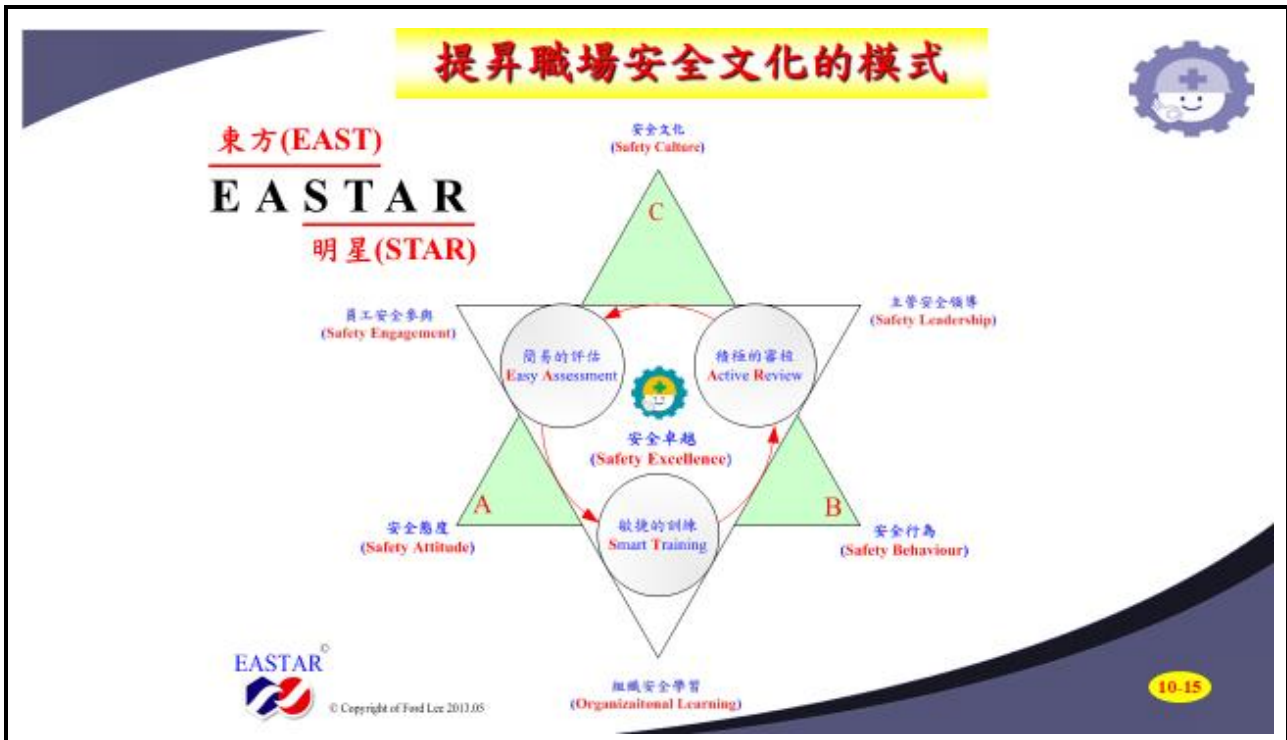 提昇職場安全文化的模式
東方(EAST)
EASTAR
明星(STAR)
安全文化
(Safety Culture)
C
員工安全參與
(Safety Engagement)
主管安全領導
(Safety Leadership)
簡易的評估
Easy Assessment
積極的審核
Active Review
安全卓越
(Safety Excellence)
A
B
安全態度
(Safety Attitude)
敏捷的訓練
Smart Training
安全行為
(Safety Behaviour)
組織安全學習
(Organizaitonal Learning)
EASTAR©
© Copyright of Ford Lee 2013.05
10-15